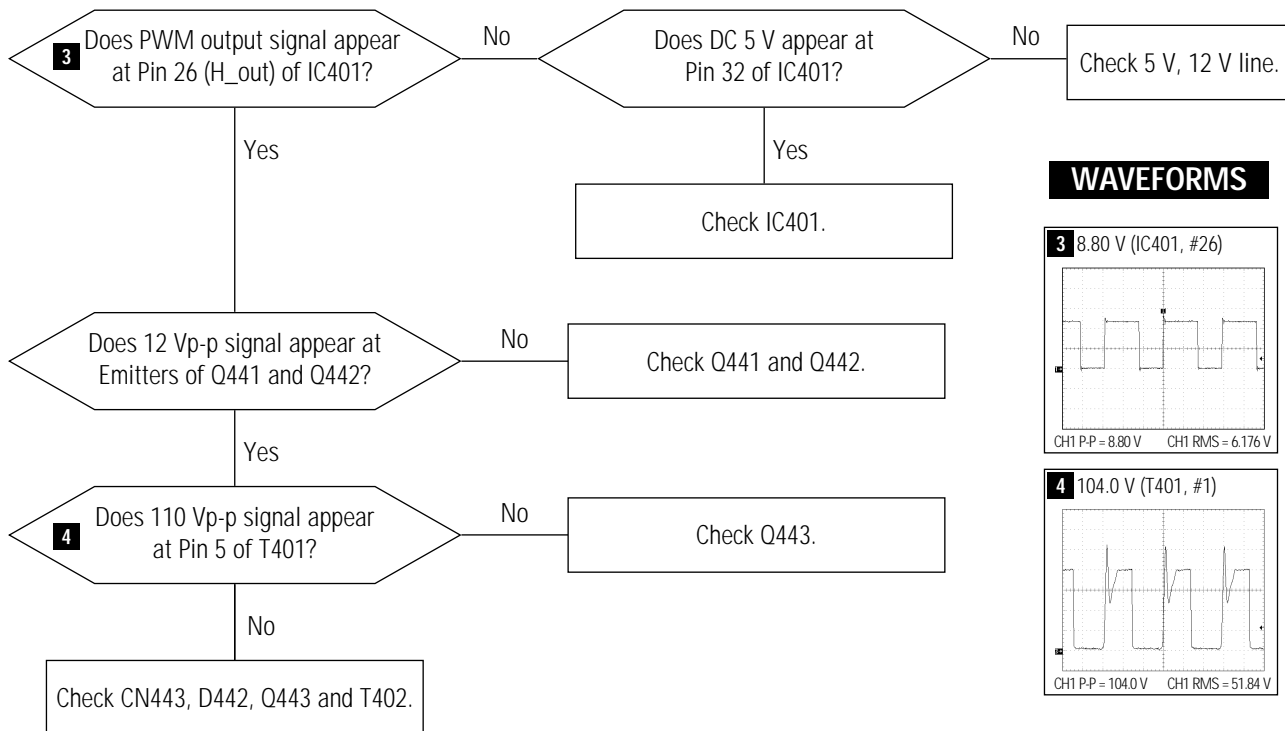 3 Does PWM output signal appear
at Pin 26 (H_out) of IC401?
No
Does DC 5 V appear at
Pin 32 of IC401?
No
Check 5 V, 12 V line.
Yes
Yes
Check IC401.
Does 12 Vp-p signal appear at
Emitters of Q441 and Q442?
No
Check Q441 and Q442.
Yes
4 Does 110 Vp-p signal appear
at Pin 5 of T401?
No
Check Q443.
No
Check CN443, D442, Q443 and T402.
WAVEFORMS
3 8.80 V (IC401, #26)
CH1 P-P = 8.80 V CH1 RMS = 6.176 V
4 104.0 V (T401, #1)
CH1 P-P = 104.0 V CH1 RMS = 51.84 V